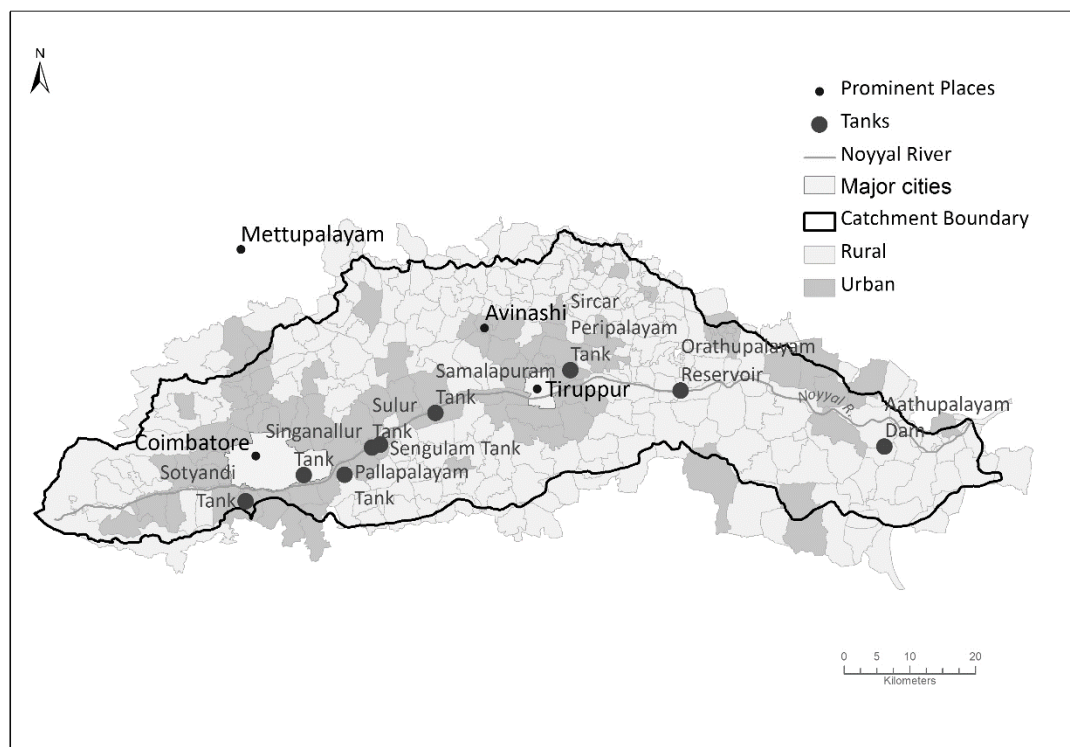 N
Prominent Places
Tanks
Noyyal River
Major cities
Catchment Boundary
Rural
Urban
Mettupalayam
Avinashi
Sircar
Peripalayam
Tank
Orathupalayam
Reservoir
Samalapuram
Tank
Tiruppur
Noyyal R.
Aathupalayam
Dam
Sulur
Tank
Singanallur
Tank
Sengulam Tank
Coimbatore
Sotyandi
Tank
Pallapalayam
Tank
0 5 10 20
Kilometers